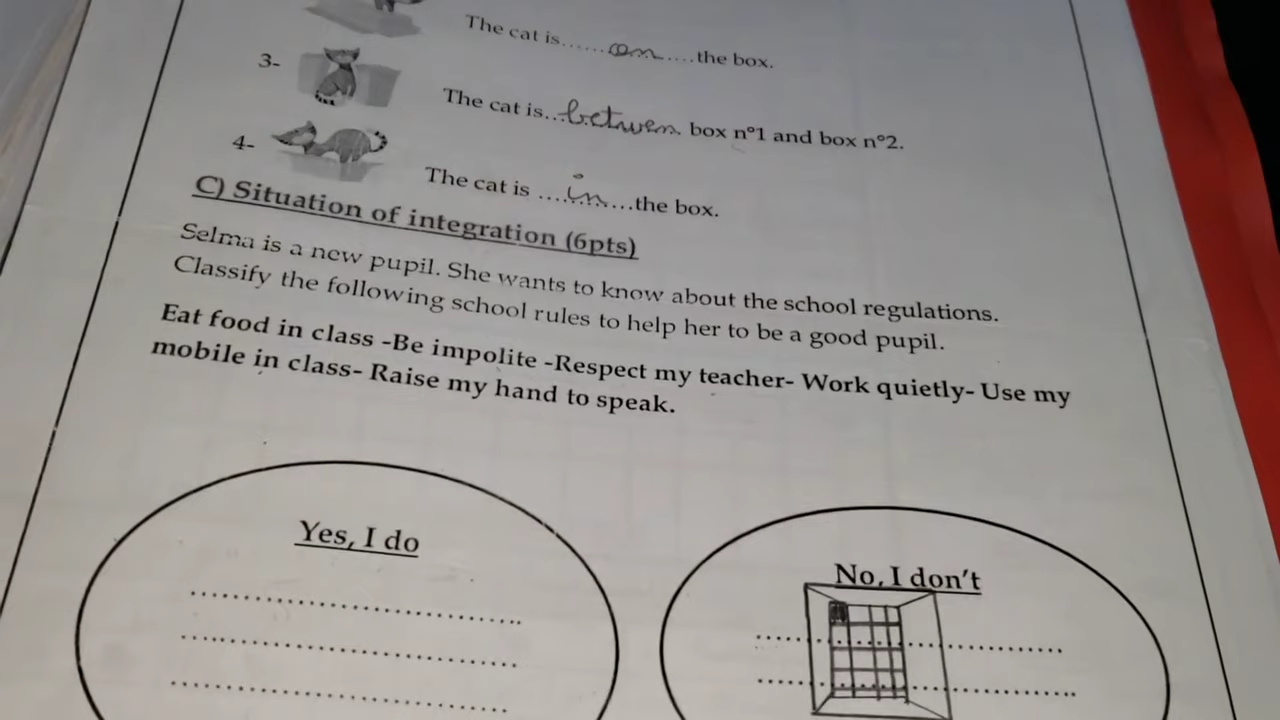 The cat is......on....the box.
3-
The cat is...betwen. box n°1 and box n°2.
4-
The cat is ....in....the box.
C) Situation of integration (6pts)
Selma is a new pupil. She wants to know about the school regulations.
Classify the following school rules to help her to be a good pupil.
Eat food in class -Be impolite -Respect my teacher- Work quietly- Use my
mobile in class- Raise my hand to speak.
Yes, I do
No, I don't